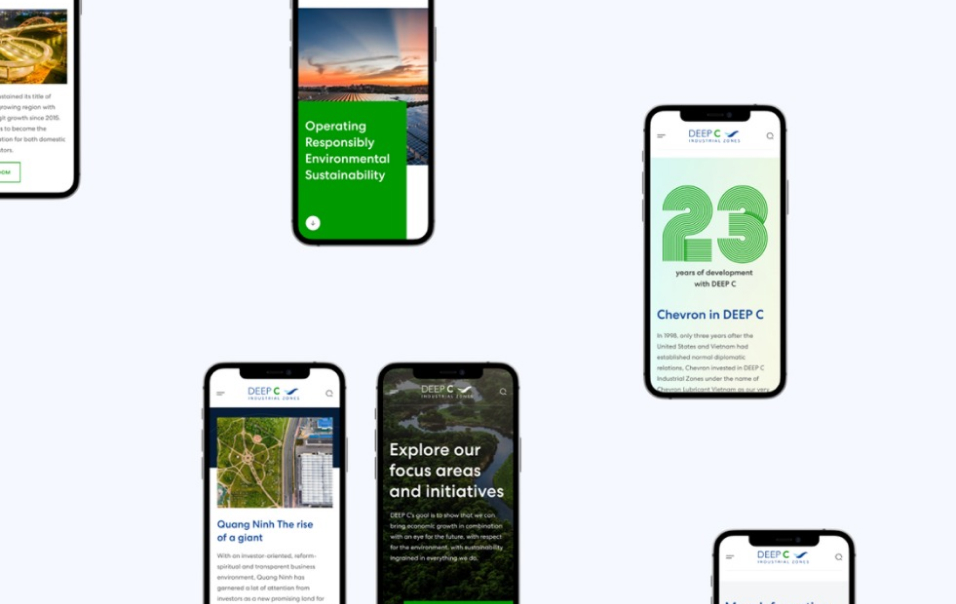 sustained its title of
growing region with
git growth since 2015.
s to become the
ation for both domestic
stors.
Operating
Responsibly
Environmental
Sustainability
DEEP C
INDUSTRIAL ZONES
23
years of development
with DEEP C
Chevron in DEEP C
In 1998, only three years after the
United States and Vietnam had
established normal diplomatic
relations, Chevron invested in DEEP C
Industrial Zones under the name of
Chevron Lubricant Vietnam as our very
DEEP C
INDUSTRIAL ZONES
Quang Ninh The rise
of a giant
With an investor-oriented, reform-
spiritual and transparent business
environment, Quang Ninh has
garnered a lot of attention from
investors as a new promising land for
DEEP C
INDUSTRIAL ZONES
Explore our
focus areas
and initiatives
DEEP C's goal is to show that we can
bring economic growth in combination
with an eye for the future, with respect
for the environment, with sustainability
ingrained in everything we do.
DEEP C
INDUSTRIAL ZONES